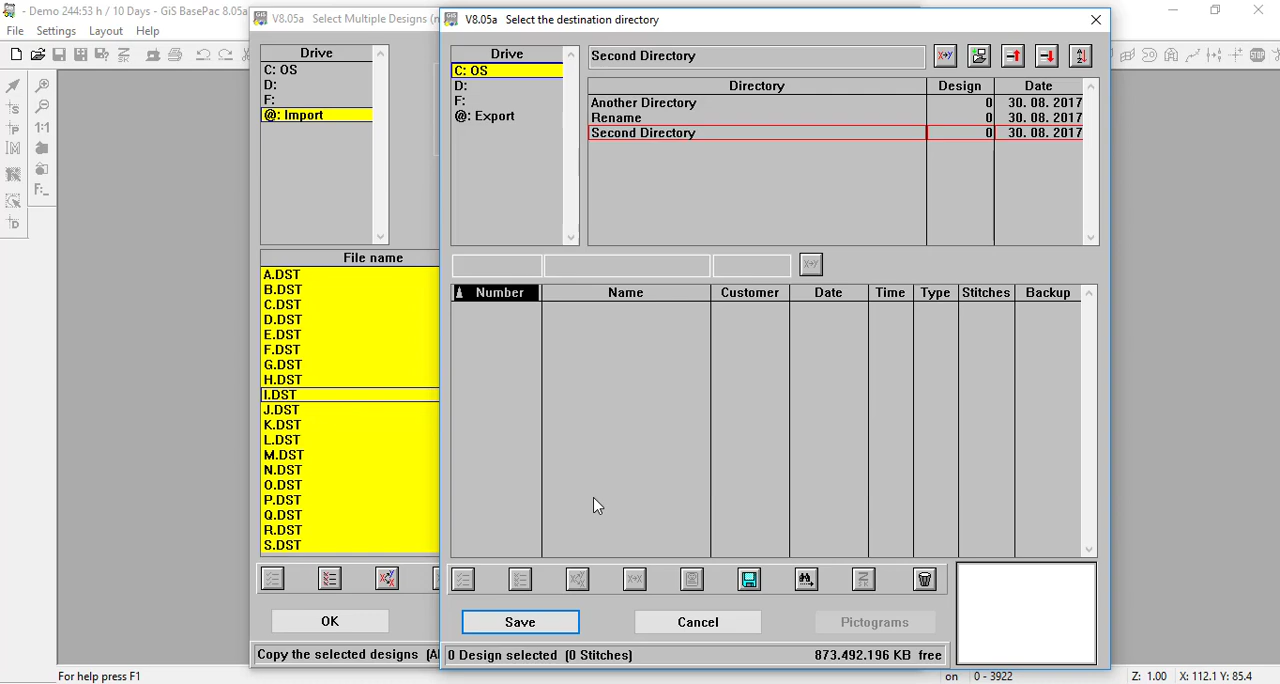 - Demo 244:53 h / 10 Days - GiS BasePac 8.05a
File Settings Layout Help
1:1
F:_
V8.05a Select Multiple Designs
Drive
C: OS
D:
F:
@: Import
File name
A.DST
B.DST
C.DST
D.DST
E.DST
F.DST
G.DST
H.DST
I.DST
J.DST
K.DST
L.DST
M.DST
N.DST
O.DST
P.DST
Q.DST
R.DST
S.DST
OK
Copy the selected designs
V8.05a Select the destination directory
Drive
C: OS
D:
F:
@: Export
Second Directory
Directory Design Date
Another Directory 0 30. 08. 2017
Rename 0 30. 08. 2017
Second Directory 0 30. 08. 2017
Number Name Customer Date Time Type Stitches Backup
Save Cancel Pictograms
0 Design selected (0 Stitches) 873.492.196 KB free
STOP
For help press F1 on 0 - 3922 Z: 1.00 X: 112.1 Y: 85.4